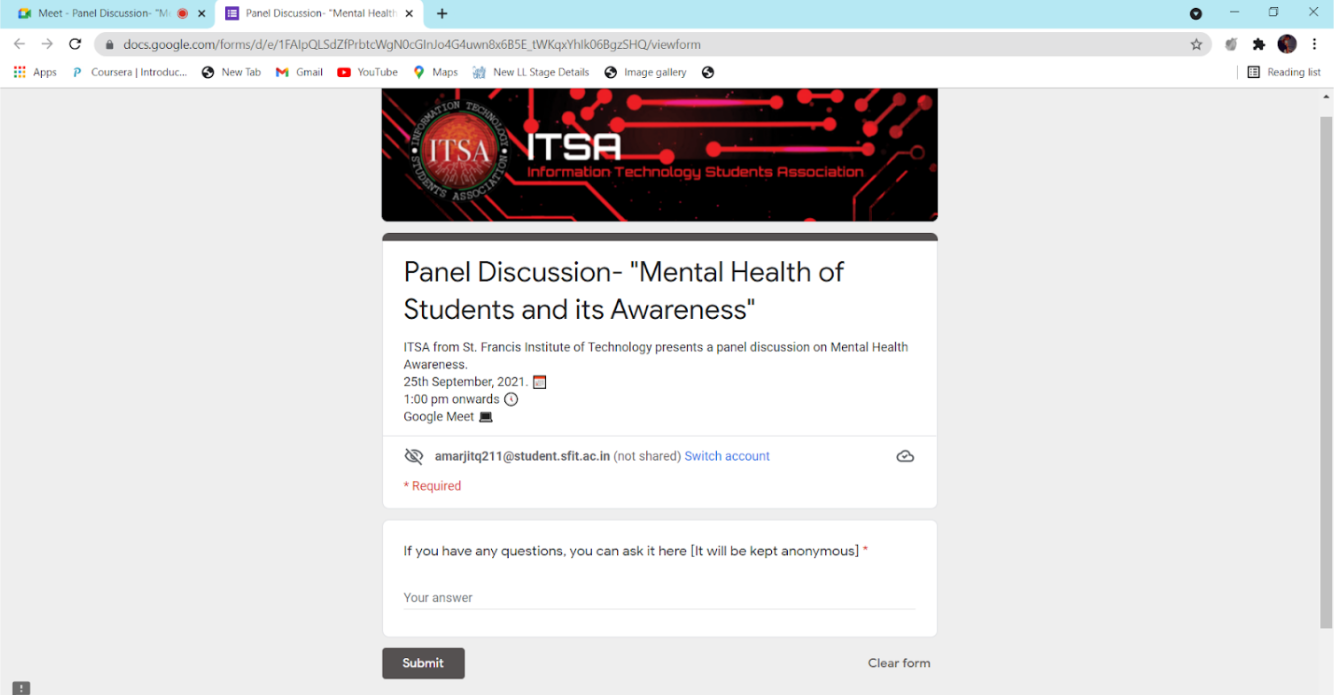 Meet - Panel Discussion- "Me
Panel Discussion- "Mental Health
docs.google.com/forms/d/e/1FAIpQLSdZfPrbtcWgN0cGInJo4G4uwn8x6B5E_tWKqxYhlk06BgzSHQ/viewform
Apps
Coursera | Introduc...
New Tab
Gmail
YouTube
Maps
New LL Stage Details
Image gallery
Reading list
INFORMATION TECHNOLOGY
ITSA
STUDENTS ASSOCIATION
ITSA
Information Technology Students Association
Panel Discussion- "Mental Health of
Students and its Awareness"
ITSA from St. Francis Institute of Technology presents a panel discussion on Mental Health
Awareness.
25th September, 2021.
1:00 pm onwards
Google Meet
amarjitq211@student.sfit.ac.in (not shared) Switch account
* Required
If you have any questions, you can ask it here [It will be kept anonymous] *
Your answer
Submit
Clear form